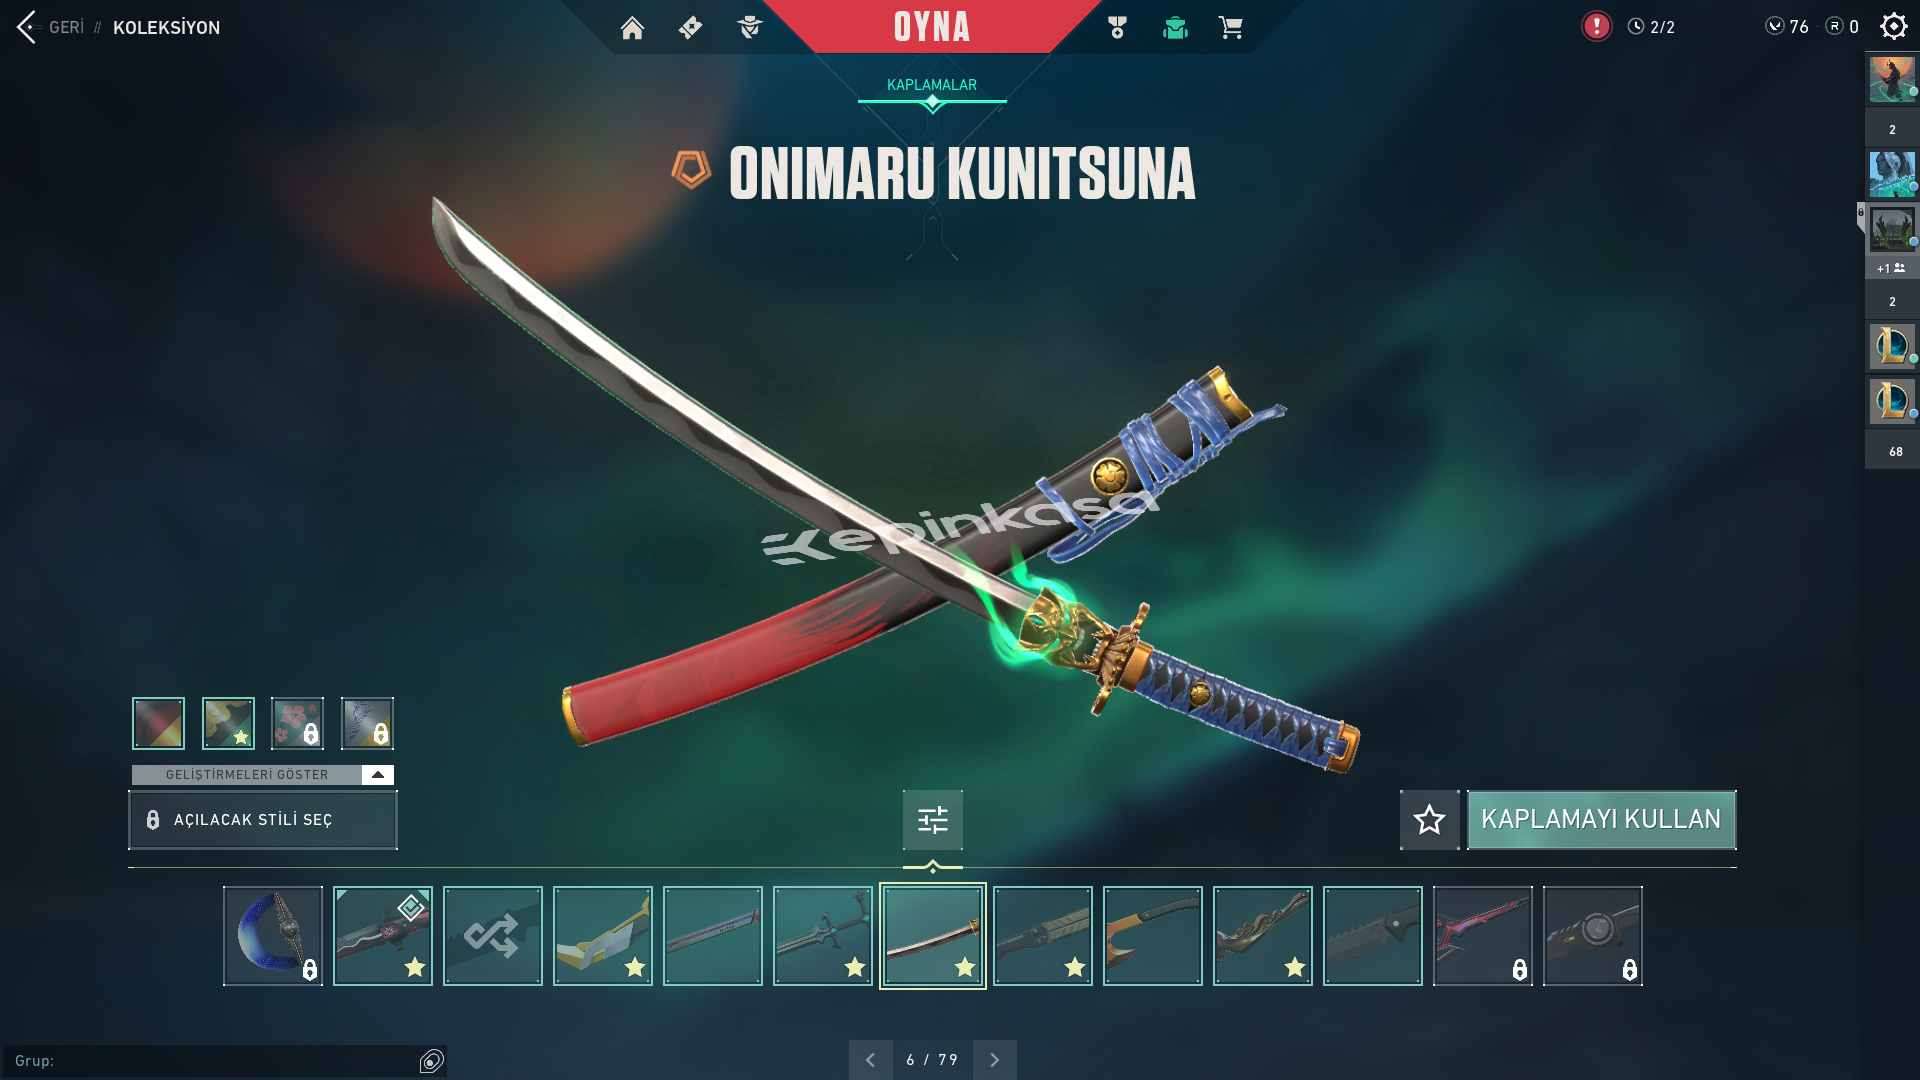 GERİ // KOLEKSİYON
OYNA
2/2
76
R 0
KAPLAMALAR
ONIMARU KUNITSUNA
2
+1
2
68
epinkasa
GELİŞTİRMELERİ GÖSTER
AÇILACAK STİLİ SEÇ
KAPLAMAYI KULLAN
Grup:
6 / 79